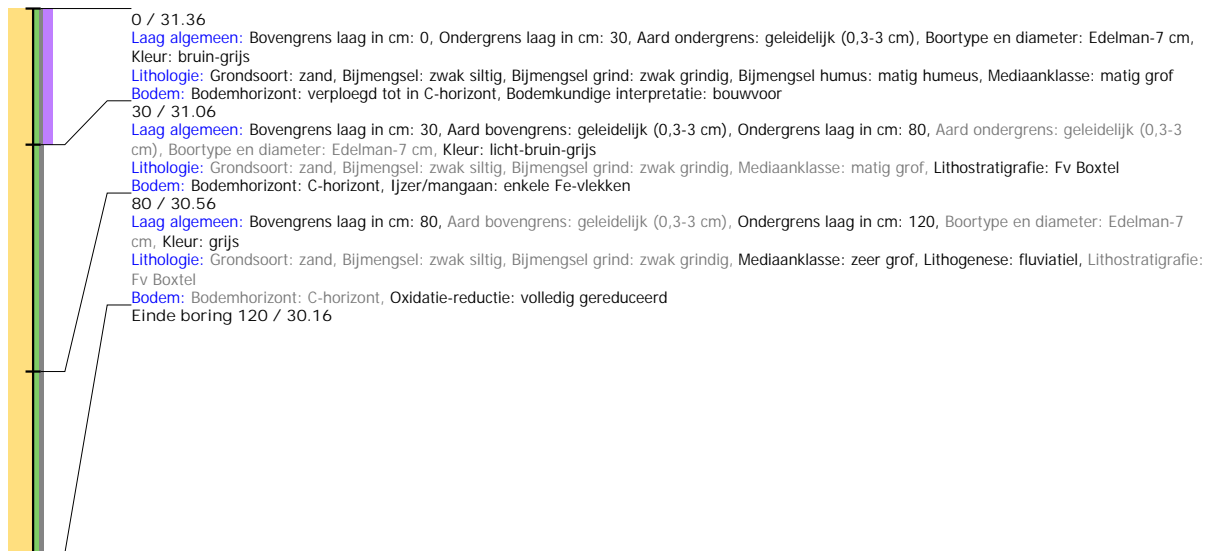 0 / 31.36
Laag algemeen: Bovengrens laag in cm: 0, Ondergrens laag in cm: 30, Aard ondergrens: geleidelijk (0,3-3 cm), Boortype en diameter: Edelman-7 cm,
Kleur: bruin-grijs
Lithologie: Grondsoort: zand, Bijmengsel: zwak siltig, Bijmengsel grind: zwak grindig, Bijmengsel humus: matig humeus, Mediaanklasse: matig grof
Bodem: Bodemhorizont: verploegd tot in C-horizont, Bodemkundige interpretatie: bouwvoor
30 / 31.06
Laag algemeen: Bovengrens laag in cm: 30, Aard bovengrens: geleidelijk (0,3-3 cm), Ondergrens laag in cm: 80, Aard ondergrens: geleidelijk (0,3-3
cm), Boortype en diameter: Edelman-7 cm, Kleur: licht-bruin-grijs
Lithologie: Grondsoort: zand, Bijmengsel: zwak siltig, Bijmengsel grind: zwak grindig, Mediaanklasse: matig grof, Lithostratigrafie: Fv Boxtel
Bodem: Bodemhorizont: C-horizont, Ijzer/mangaan: enkele Fe-vlekken
80 / 30.56
Laag algemeen: Bovengrens laag in cm: 80, Aard bovengrens: geleidelijk (0,3-3 cm), Ondergrens laag in cm: 120, Boortype en diameter: Edelman-7
cm, Kleur: grijs
Lithologie: Grondsoort: zand, Bijmengsel: zwak siltig, Bijmengsel grind: zwak grindig, Mediaanklasse: zeer grof, Lithogenese: fluviatiel, Lithostratigrafie:
Fv Boxtel
Bodem: Bodemhorizont: C-horizont, Oxidatie-reductie: volledig gereduceerd
Einde boring 120 / 30.16